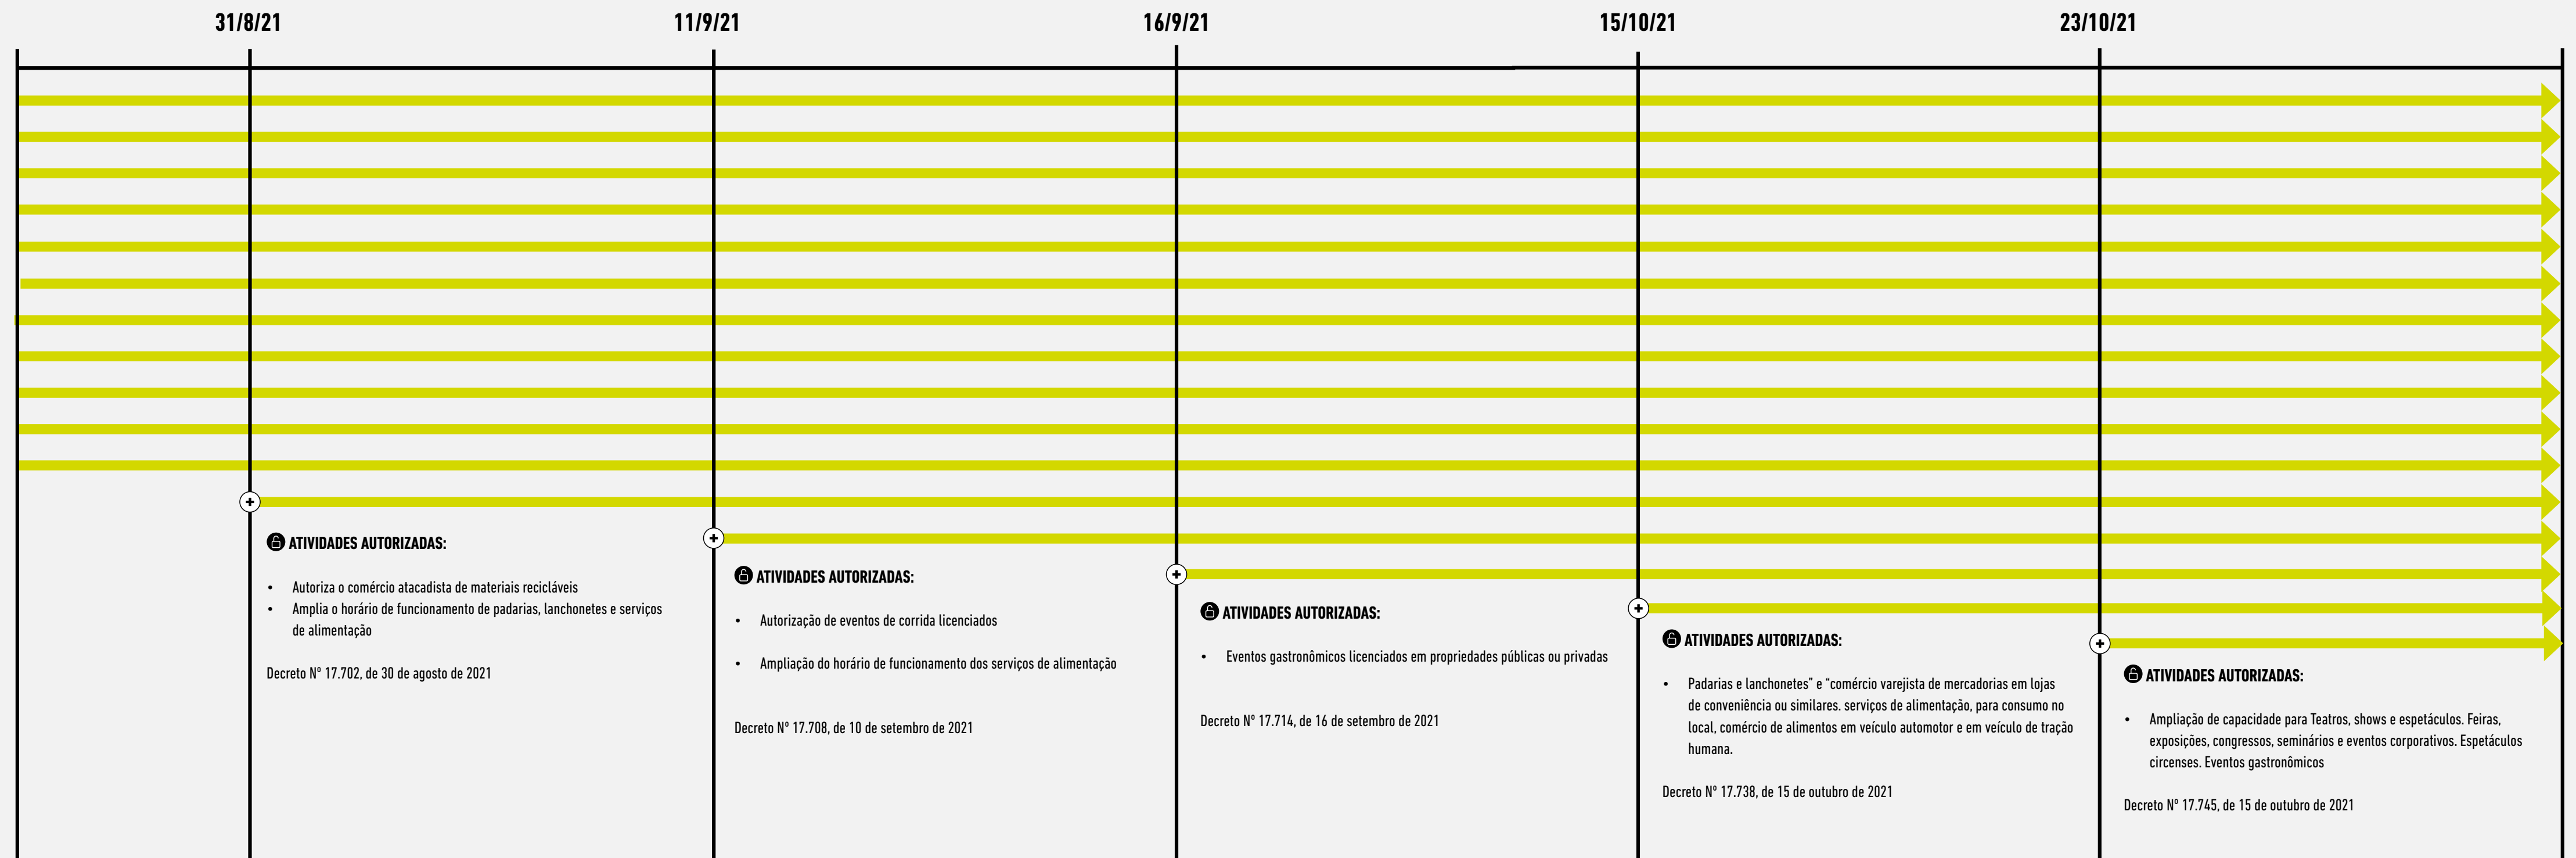 31/8/21
11/9/21
16/9/21
15/10/21
23/10/21
ATIVIDADES AUTORIZADAS:
• Autoriza o comércio atacadista de materiais recicláveis
• Amplia o horário de funcionamento de padarias, lanchonetes e serviços
de alimentação
Decreto Nº 17.702, de 30 de agosto de 2021
ATIVIDADES AUTORIZADAS:
• Autorização de eventos de corrida licenciados
• Ampliação do horário de funcionamento dos serviços de alimentação
Decreto Nº 17.708, de 10 de setembro de 2021
ATIVIDADES AUTORIZADAS:
• Eventos gastronômicos licenciados em propriedades públicas ou privadas
Decreto Nº 17.714, de 16 de setembro de 2021
ATIVIDADES AUTORIZADAS:
• Padarias e lanchonetes” e “comércio varejista de mercadorias em lojas
de conveniência ou similares. serviços de alimentação, para consumo no
local, comércio de alimentos em veículo automotor e em veículo de tração
humana.
Decreto Nº 17.738, de 15 de outubro de 2021
ATIVIDADES AUTORIZADAS:
• Ampliação de capacidade para Teatros, shows e espetáculos. Feiras,
exposições, congressos, seminários e eventos corporativos. Espetáculos
circenses. Eventos gastronômicos
Decreto Nº 17.745, de 15 de outubro de 2021